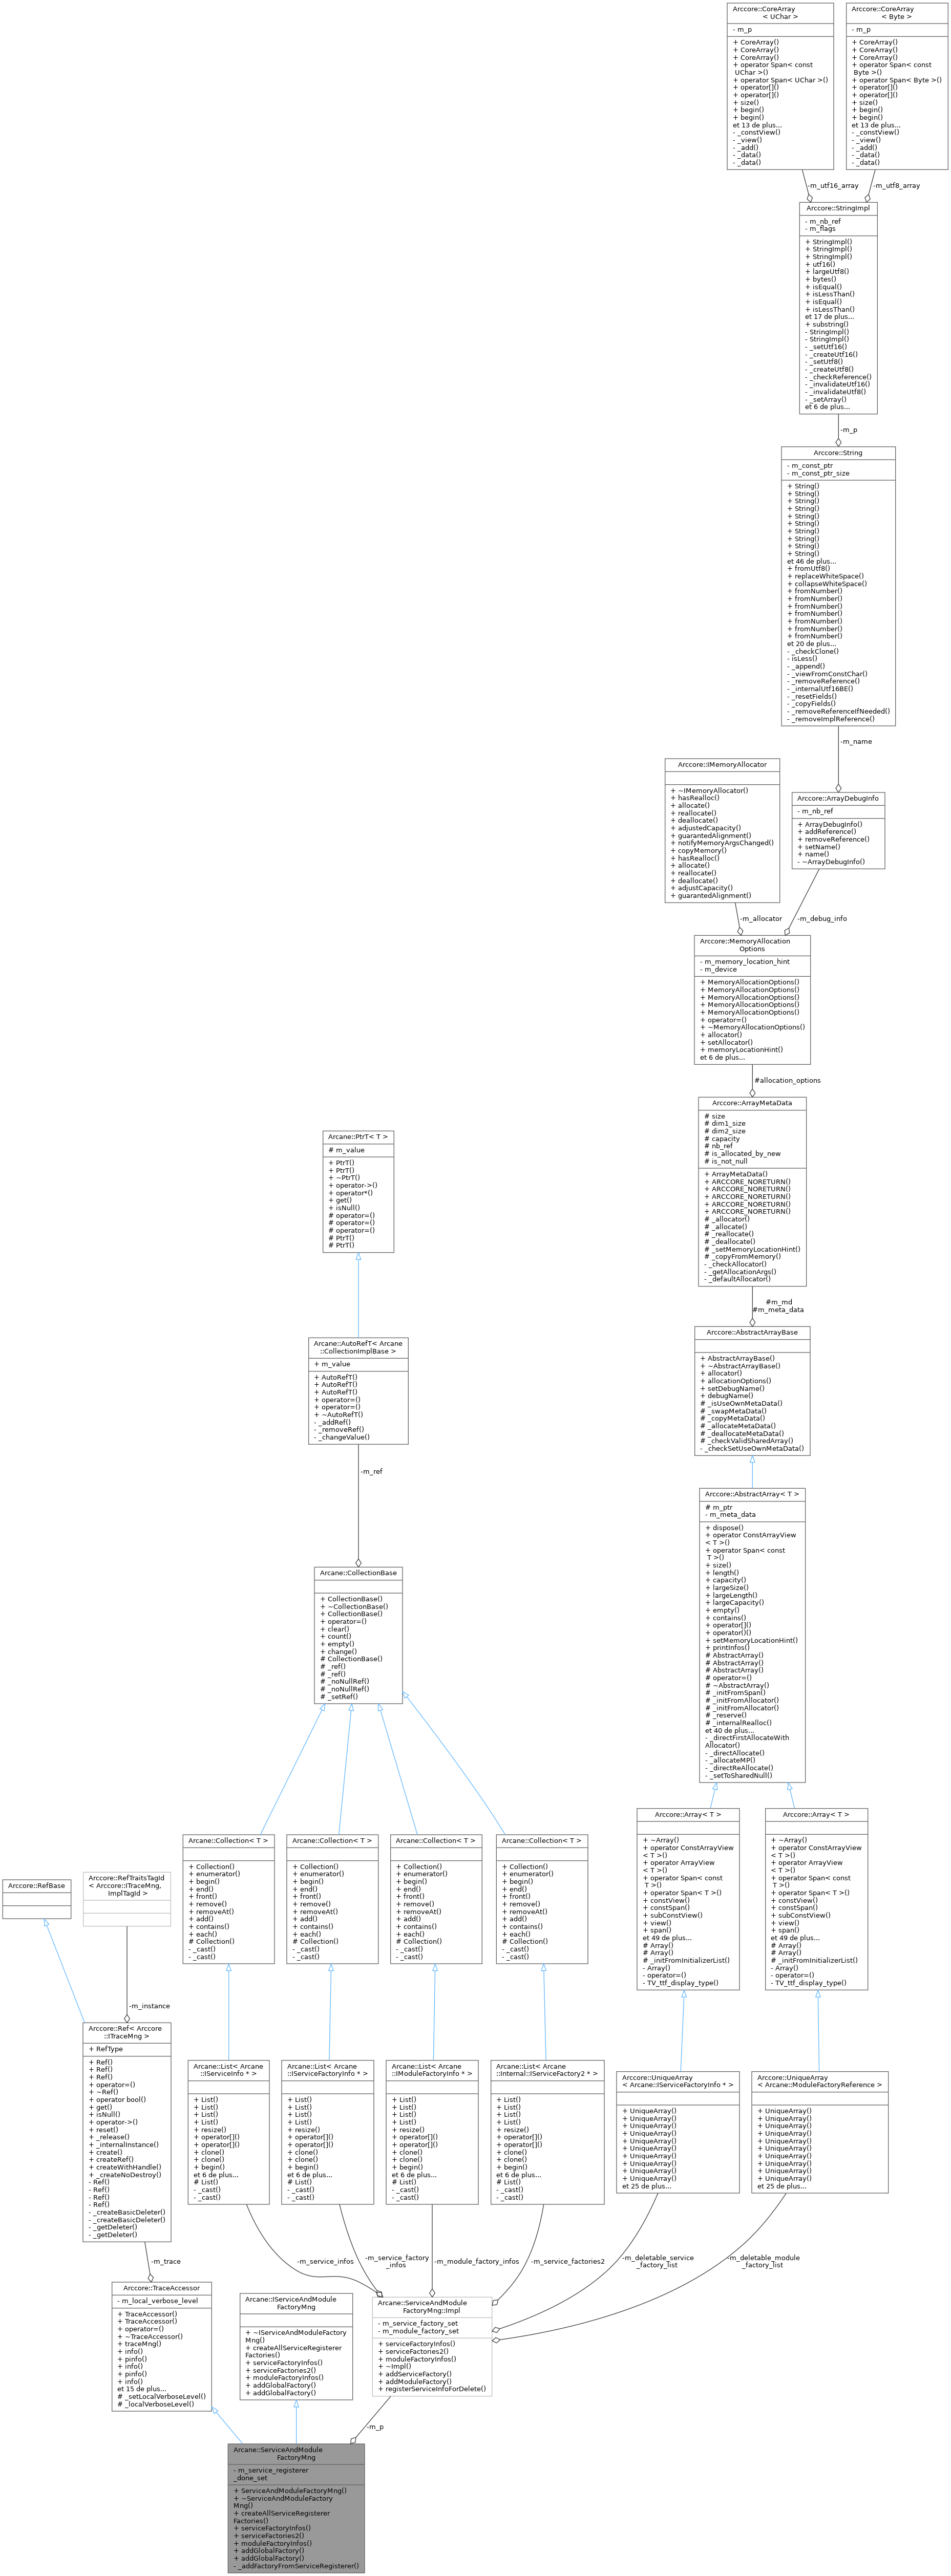 Arccore::CoreArray
< UChar >
- m_p
+ CoreArray()
+ CoreArray()
+ CoreArray()
+ operator Span< const
UChar >()
+ operator Span< UChar >()
+ operator[]()
+ operator[]()
+ size()
+ begin()
+ begin()
et 13 de plus...
- _constView()
- _view()
- _add()
- _data()
- _data()
Arccore::CoreArray
< Byte >
- m_p
+ CoreArray()
+ CoreArray()
+ CoreArray()
+ operator Span< const
Byte >()
+ operator Span< Byte >()
+ operator[]()
+ operator[]()
+ size()
+ begin()
+ begin()
et 13 de plus...
- _constView()
- _view()
- _add()
- _data()
- _data()
-m_utf16_array
-m_utf8_array
Arccore::StringImpl
- m_nb_ref
- m_flags
+ StringImpl()
+ StringImpl()
+ StringImpl()
+ utf16()
+ largeUtf8()
+ bytes()
+ isEqual()
+ isLessThan()
+ isEqual()
+ isLessThan()
et 17 de plus...
+ substring()
- StringImpl()
- StringImpl()
- _setUtf16()
- _createUtf16()
- _setUtf8()
- _createUtf8()
- _checkReference()
- _invalidateUtf16()
- _invalidateUtf8()
- _setArray()
et 6 de plus...
-m_p
Arccore::String
- m_const_ptr
- m_const_ptr_size
+ String()
+ String()
+ String()
+ String()
+ String()
+ String()
+ String()
+ String()
+ String()
+ String()
et 46 de plus...
+ fromUtf8()
+ replaceWhiteSpace()
+ collapseWhiteSpace()
+ fromNumber()
+ fromNumber()
+ fromNumber()
+ fromNumber()
+ fromNumber()
+ fromNumber()
+ fromNumber()
et 20 de plus...
- _checkClone()
- isLess()
- _append()
- _viewFromConstChar()
- _removeReference()
- _internalUtf16BE()
- _resetFields()
- _copyFields()
- _removeReferenceIfNeeded()
- _removeImplReference()
-m_name
Arccore::IMemoryAllocator
+ ~IMemoryAllocator()
+ hasRealloc()
+ allocate()
+ reallocate()
+ deallocate()
+ adjustedCapacity()
+ guarantedAlignment()
+ notifyMemoryArgsChanged()
+ copyMemory()
+ hasRealloc()
+ allocate()
+ reallocate()
+ deallocate()
+ adjustCapacity()
+ guarantedAlignment()
Arccore::ArrayDebugInfo
- m_nb_ref
+ ArrayDebugInfo()
+ addReference()
+ removeReference()
+ setName()
+ name()
- ~ArrayDebugInfo()
-m_allocator
-m_debug_info
Arccore::MemoryAllocation
Options
- m_memory_location_hint
- m_device
+ MemoryAllocationOptions()
+ MemoryAllocationOptions()
+ MemoryAllocationOptions()
+ MemoryAllocationOptions()
+ MemoryAllocationOptions()
+ operator=()
+ ~MemoryAllocationOptions()
+ allocator()
+ setAllocator()
+ memoryLocationHint()
et 6 de plus...
#allocation_options
Arccore::ArrayMetaData
# size
# dim1_size
# dim2_size
# capacity
# nb_ref
# is_allocated_by_new
# is_not_null
+ ArrayMetaData()
+ ARCCORE_NORETURN()
+ ARCCORE_NORETURN()
+ ARCCORE_NORETURN()
+ ARCCORE_NORETURN()
+ ARCCORE_NORETURN()
# _allocator()
# _allocate()
# _reallocate()
# _deallocate()
# _setMemoryLocationHint()
# _copyFromMemory()
- _checkAllocator()
- _getAllocationArgs()
- _defaultAllocator()
#m_md
#m_meta_data
Arccore::AbstractArrayBase
+ AbstractArrayBase()
+ ~AbstractArrayBase()
+ allocator()
+ allocationOptions()
+ setDebugName()
+ debugName()
# _isUseOwnMetaData()
# _swapMetaData()
# _copyMetaData()
# _allocateMetaData()
# _deallocateMetaData()
# _checkValidSharedArray()
- _checkSetUseOwnMetaData()
Arccore::AbstractArray< T >
# m_ptr
- m_meta_data
+ dispose()
+ operator ConstArrayView
< T >()
+ operator Span< const
T >()
+ size()
+ length()
+ capacity()
+ largeSize()
+ largeLength()
+ largeCapacity()
+ empty()
+ contains()
+ operator[]()
+ operator()()
+ setMemoryLocationHint()
+ printInfos()
# AbstractArray()
# AbstractArray()
# AbstractArray()
# operator=()
# ~AbstractArray()
# _initFromSpan()
# _initFromAllocator()
# _initFromAllocator()
# _reserve()
# _internalRealloc()
et 40 de plus...
- _directFirstAllocateWith
Allocator()
- _directAllocate()
- _allocateMP()
- _directReAllocate()
- _setToSharedNull()
Arcane::PtrT< T >
# m_value
+ PtrT()
+ PtrT()
+ ~PtrT()
+ operator->()
+ operator*()
+ get()
+ isNull()
# operator=()
# operator=()
# operator=()
# PtrT()
# PtrT()
Arcane::AutoRefT< Arcane
::CollectionImplBase >
+ m_value
+ AutoRefT()
+ AutoRefT()
+ AutoRefT()
+ operator=()
+ operator=()
+ ~AutoRefT()
- _addRef()
- _removeRef()
- _changeValue()
-m_ref
Arcane::CollectionBase
+ CollectionBase()
+ ~CollectionBase()
+ CollectionBase()
+ operator=()
+ clear()
+ count()
+ empty()
+ change()
# CollectionBase()
# _ref()
# _ref()
# _noNullRef()
# _noNullRef()
# _setRef()
Arcane::Collection< T >
+ Collection()
+ enumerator()
+ begin()
+ end()
+ front()
+ remove()
+ removeAt()
+ add()
+ contains()
+ each()
# Collection()
- _cast()
- _cast()
Arcane::Collection< T >
+ Collection()
+ enumerator()
+ begin()
+ end()
+ front()
+ remove()
+ removeAt()
+ add()
+ contains()
+ each()
# Collection()
- _cast()
- _cast()
Arcane::Collection< T >
+ Collection()
+ enumerator()
+ begin()
+ end()
+ front()
+ remove()
+ removeAt()
+ add()
+ contains()
+ each()
# Collection()
- _cast()
- _cast()
Arcane::Collection< T >
+ Collection()
+ enumerator()
+ begin()
+ end()
+ front()
+ remove()
+ removeAt()
+ add()
+ contains()
+ each()
# Collection()
- _cast()
- _cast()
Arccore::Array< T >
+ ~Array()
+ operator ConstArrayView
< T >()
+ operator ArrayView
< T >()
+ operator Span< const
T >()
+ operator Span< T >()
+ constView()
+ constSpan()
+ subConstView()
+ view()
+ span()
et 49 de plus...
# Array()
# Array()
# _initFromInitializerList()
- Array()
- operator=()
- TV_ttf_display_type()
Arccore::Array< T >
+ ~Array()
+ operator ConstArrayView
< T >()
+ operator ArrayView
< T >()
+ operator Span< const
T >()
+ operator Span< T >()
+ constView()
+ constSpan()
+ subConstView()
+ view()
+ span()
et 49 de plus...
# Array()
# Array()
# _initFromInitializerList()
- Array()
- operator=()
- TV_ttf_display_type()
Arccore::RefBase
Arccore::RefTraitsTagId
< Arccore::ITraceMng,
ImplTagId >
-m_instance
Arccore::Ref< Arccore
::ITraceMng >
+ RefType
+ Ref()
+ Ref()
+ Ref()
+ operator=()
+ ~Ref()
+ operator bool()
+ get()
+ isNull()
+ operator->()
+ reset()
+ _release()
+ _internalInstance()
+ create()
+ createRef()
+ createWithHandle()
+ _createNoDestroy()
- Ref()
- Ref()
- Ref()
- Ref()
- _createBasicDeleter()
- _createBasicDeleter()
- _getDeleter()
- _getDeleter()
Arcane::List< Arcane
::IServiceInfo * >
+ List()
+ List()
+ List()
+ List()
+ resize()
+ operator[]()
+ operator[]()
+ clone()
+ clone()
+ begin()
et 6 de plus...
# List()
- _cast()
- _cast()
Arcane::List< Arcane
::IServiceFactoryInfo * >
+ List()
+ List()
+ List()
+ List()
+ resize()
+ operator[]()
+ operator[]()
+ clone()
+ clone()
+ begin()
et 6 de plus...
# List()
- _cast()
- _cast()
Arcane::List< Arcane
::IModuleFactoryInfo * >
+ List()
+ List()
+ List()
+ List()
+ resize()
+ operator[]()
+ operator[]()
+ clone()
+ clone()
+ begin()
et 6 de plus...
# List()
- _cast()
- _cast()
Arcane::List< Arcane
::Internal::IServiceFactory2 * >
+ List()
+ List()
+ List()
+ List()
+ resize()
+ operator[]()
+ operator[]()
+ clone()
+ clone()
+ begin()
et 6 de plus...
# List()
- _cast()
- _cast()
Arccore::UniqueArray
< Arcane::IServiceFactoryInfo * >
+ UniqueArray()
+ UniqueArray()
+ UniqueArray()
+ UniqueArray()
+ UniqueArray()
+ UniqueArray()
+ UniqueArray()
+ UniqueArray()
+ UniqueArray()
+ UniqueArray()
et 25 de plus...
Arccore::UniqueArray
< Arcane::ModuleFactoryReference >
+ UniqueArray()
+ UniqueArray()
+ UniqueArray()
+ UniqueArray()
+ UniqueArray()
+ UniqueArray()
+ UniqueArray()
+ UniqueArray()
+ UniqueArray()
+ UniqueArray()
et 25 de plus...
-m_trace
-m_service_infos
-m_service_factory
_infos
-m_module_factory_infos
-m_service_factories2
-m_deletable_service
_factory_list
-m_deletable_module
_factory_list
Arccore::TraceAccessor
- m_local_verbose_level
+ TraceAccessor()
+ TraceAccessor()
+ operator=()
+ ~TraceAccessor()
+ traceMng()
+ info()
+ pinfo()
+ info()
+ pinfo()
+ info()
et 15 de plus...
# _setLocalVerboseLevel()
# _localVerboseLevel()
Arcane::IServiceAndModule
FactoryMng
+ ~IServiceAndModuleFactory
Mng()
+ createAllServiceRegisterer
Factories()
+ serviceFactoryInfos()
+ serviceFactories2()
+ moduleFactoryInfos()
+ addGlobalFactory()
+ addGlobalFactory()
Arcane::ServiceAndModule
FactoryMng::Impl
- m_service_factory_set
- m_module_factory_set
+ serviceFactoryInfos()
+ serviceFactories2()
+ moduleFactoryInfos()
+ ~Impl()
+ addServiceFactory()
+ addModuleFactory()
+ registerServiceInfoForDelete()
-m_p
Arcane::ServiceAndModule
FactoryMng
- m_service_registerer
_done_set
+ ServiceAndModuleFactoryMng()
+ ~ServiceAndModuleFactory
Mng()
+ createAllServiceRegisterer
Factories()
+ serviceFactoryInfos()
+ serviceFactories2()
+ moduleFactoryInfos()
+ addGlobalFactory()
+ addGlobalFactory()
- _addFactoryFromServiceRegisterer()